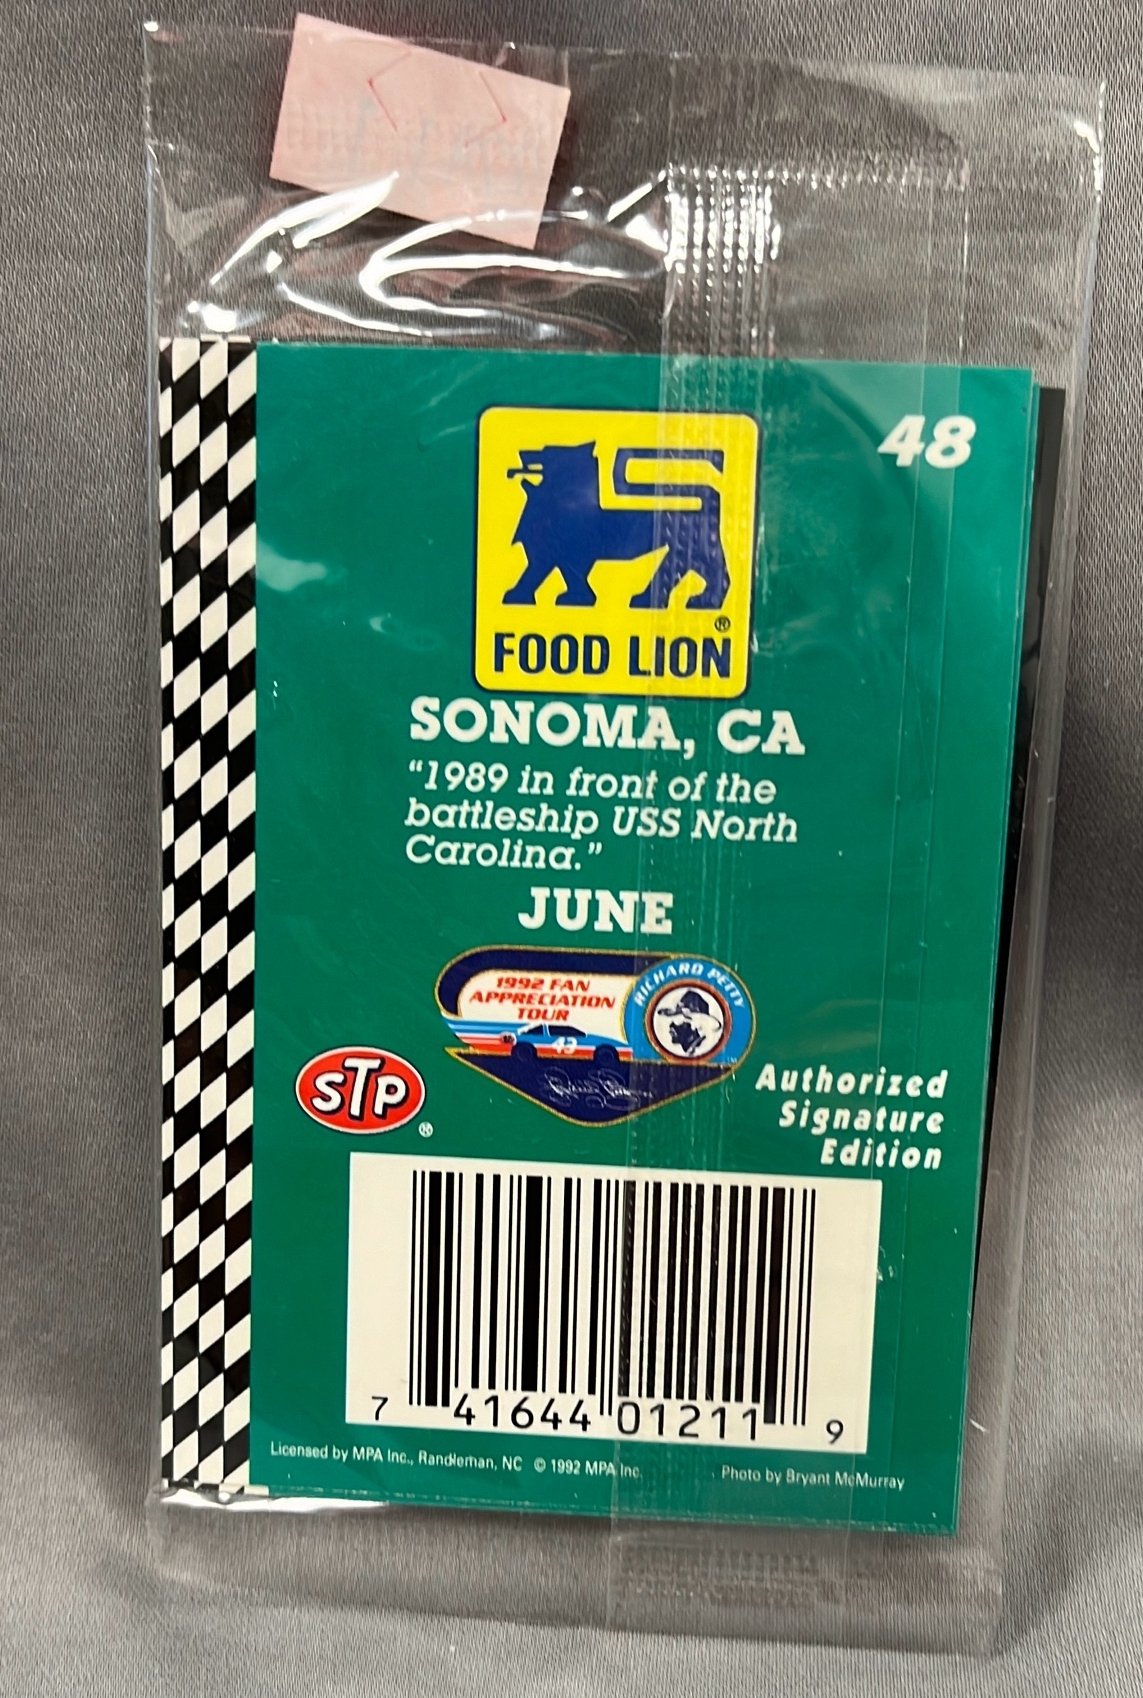 48
FOOD LION®
SONOMA, CA
“1989 in front of the
battleship USS North
Carolina.”
JUNE
1992 FAN
APPRECIATION
TOUR
RICHARD PETTY
43
STP®
Authorized
Signature
Edition
7 41644 01211 9
Licensed by MPA Inc., Randleman, NC © 1992 MPA Inc.
Photo by Bryant McMurray